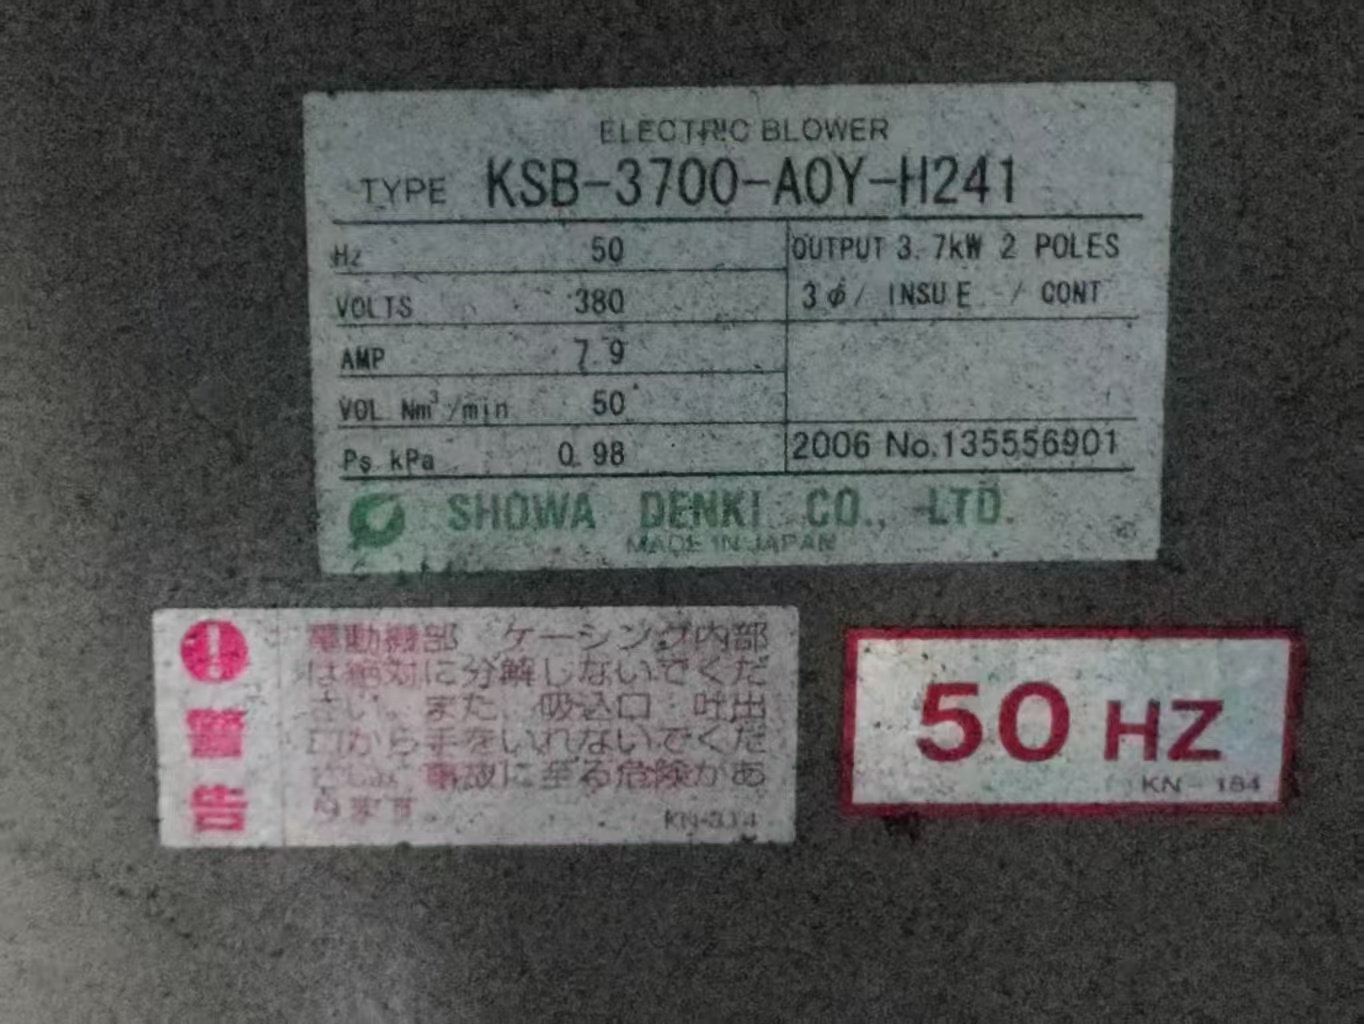 ELECTRIC BLOWER
TYPE KSB-3700-A0Y-H241
Hz 50
OUTPUT 3.7kW 2 POLES
VOLTS 380
3φ/ INSU E / CONT
AMP 7.9
VOL Nm³/min 50
Ps kPa 0.98
2006 No.135556901
SHOWA DENKI CO., LTD.
MADE IN JAPAN
警告
電動機部 ケーシング内部
は絶対に分解しないでくだ
さい。また、吸込口・吐出
口から手をいれないでくだ
さい。事故に至る危険があ
ります
KN-314
50 HZ
KN-184